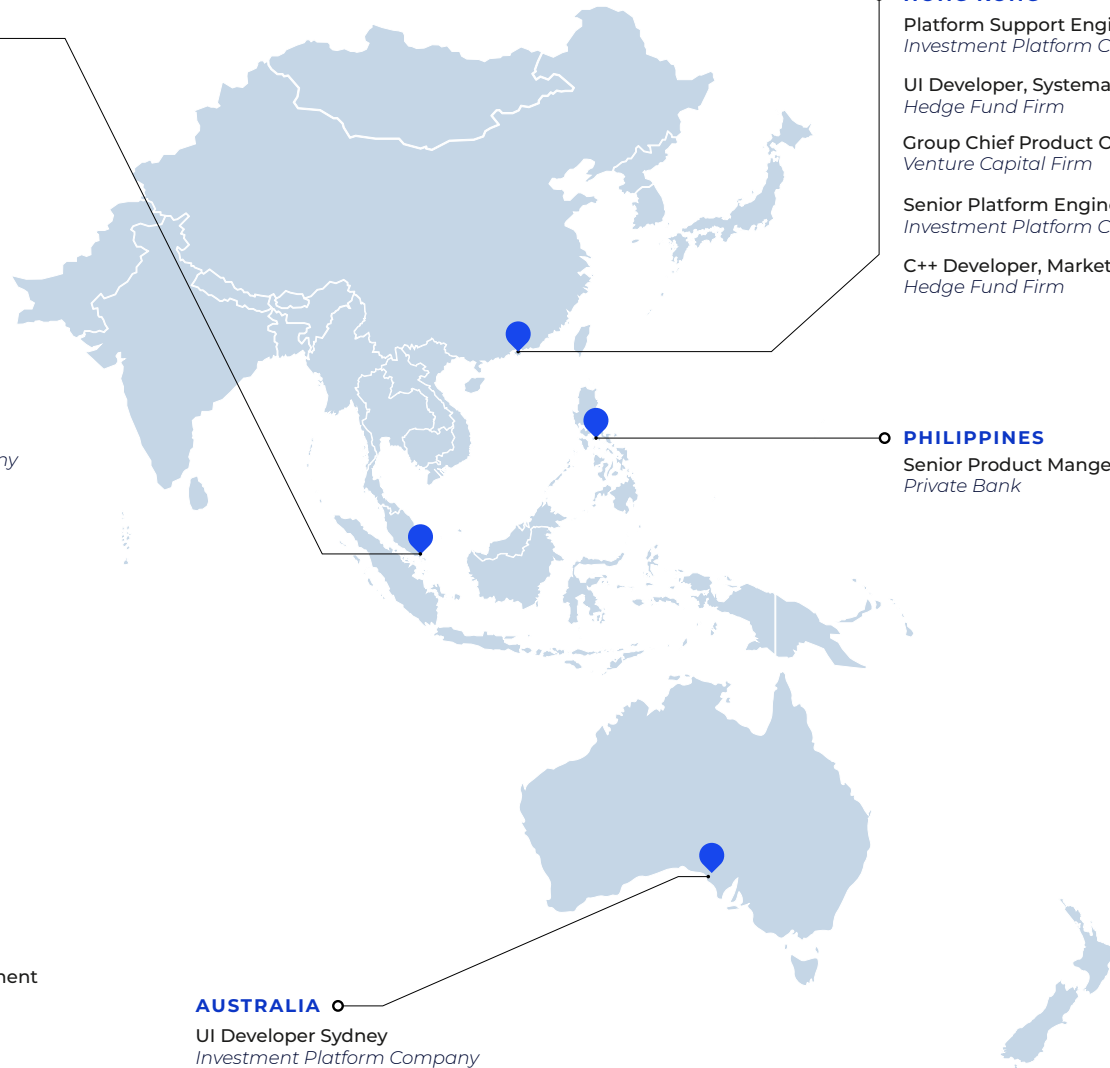 Platform Support Engi
Investment Platform C
UI Developer, Systema
Hedge Fund Firm
Group Chief Product C
Venture Capital Firm
Senior Platform Engin
Investment Platform C
C++ Developer, Market
Hedge Fund Firm
PHILIPPINES
Senior Product Mange
Private Bank
ny
nent
AUSTRALIA
UI Developer Sydney
Investment Platform Company